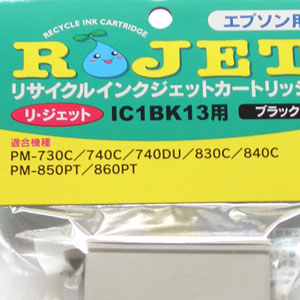 RECYCLE INK CARTRIDGE
エプソン用
RJET
リサイクルインクジェットカートリッジ
リ・ジェット IC1BK13用 ブラック
適合機種
PM-730C／740C／740DU／830C／840C
PM-850PT／860PT